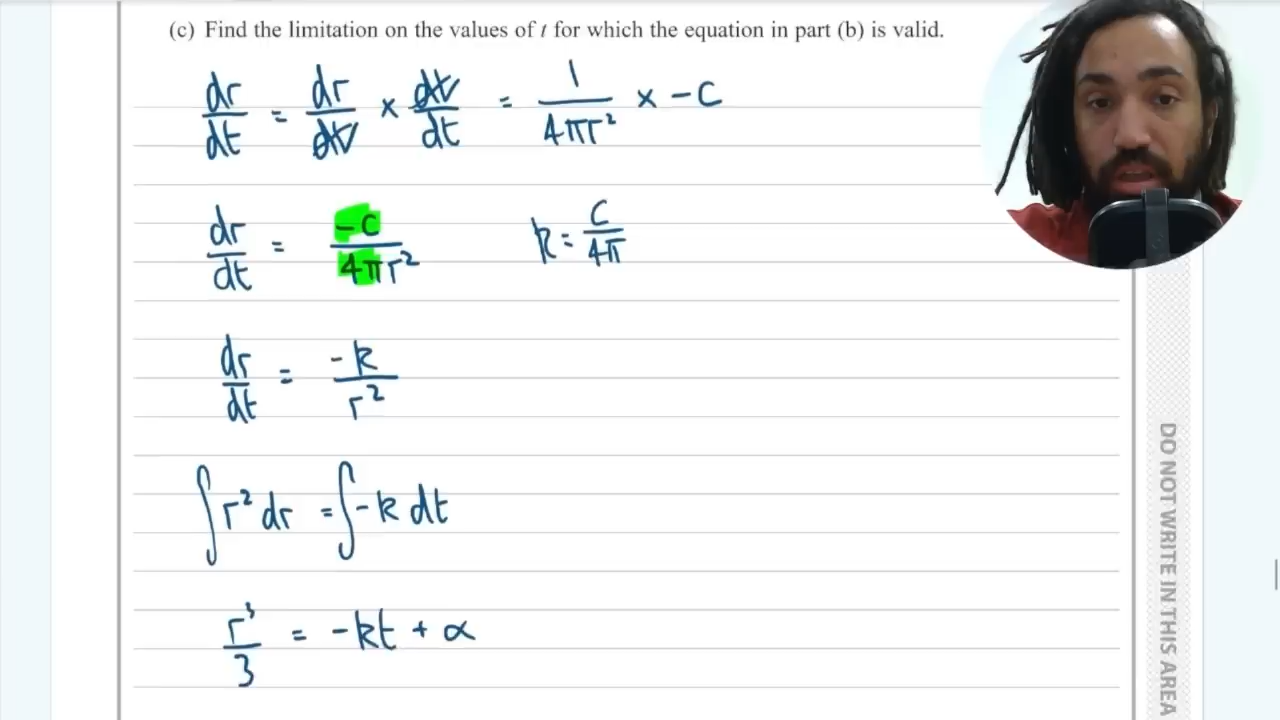 (c) Find the limitation on the values of t for which the equation in part (b) is valid.
dr/dt = dr/dV × dV/dt = 1/4πr² × -c
dr/dt = -c/4πr² k = c/4π
dr/dt = -k/r²
∫r² dr = ∫-k dt
r³/3 = -kt + α
DO NOT WRITE IN THIS AREA